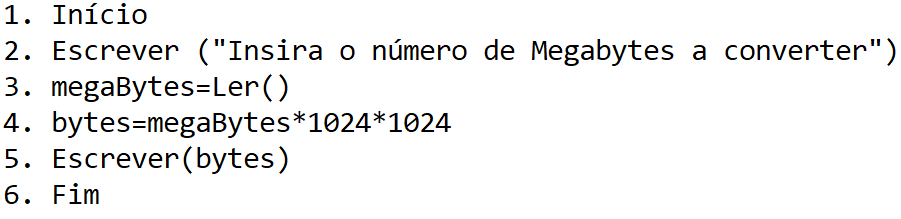 1. Início
2. Escrever ("Insira o número de Megabytes a converter")
3. megaBytes=Ler()
4. bytes=megaBytes*1024*1024
5. Escrever(bytes)
6. Fim